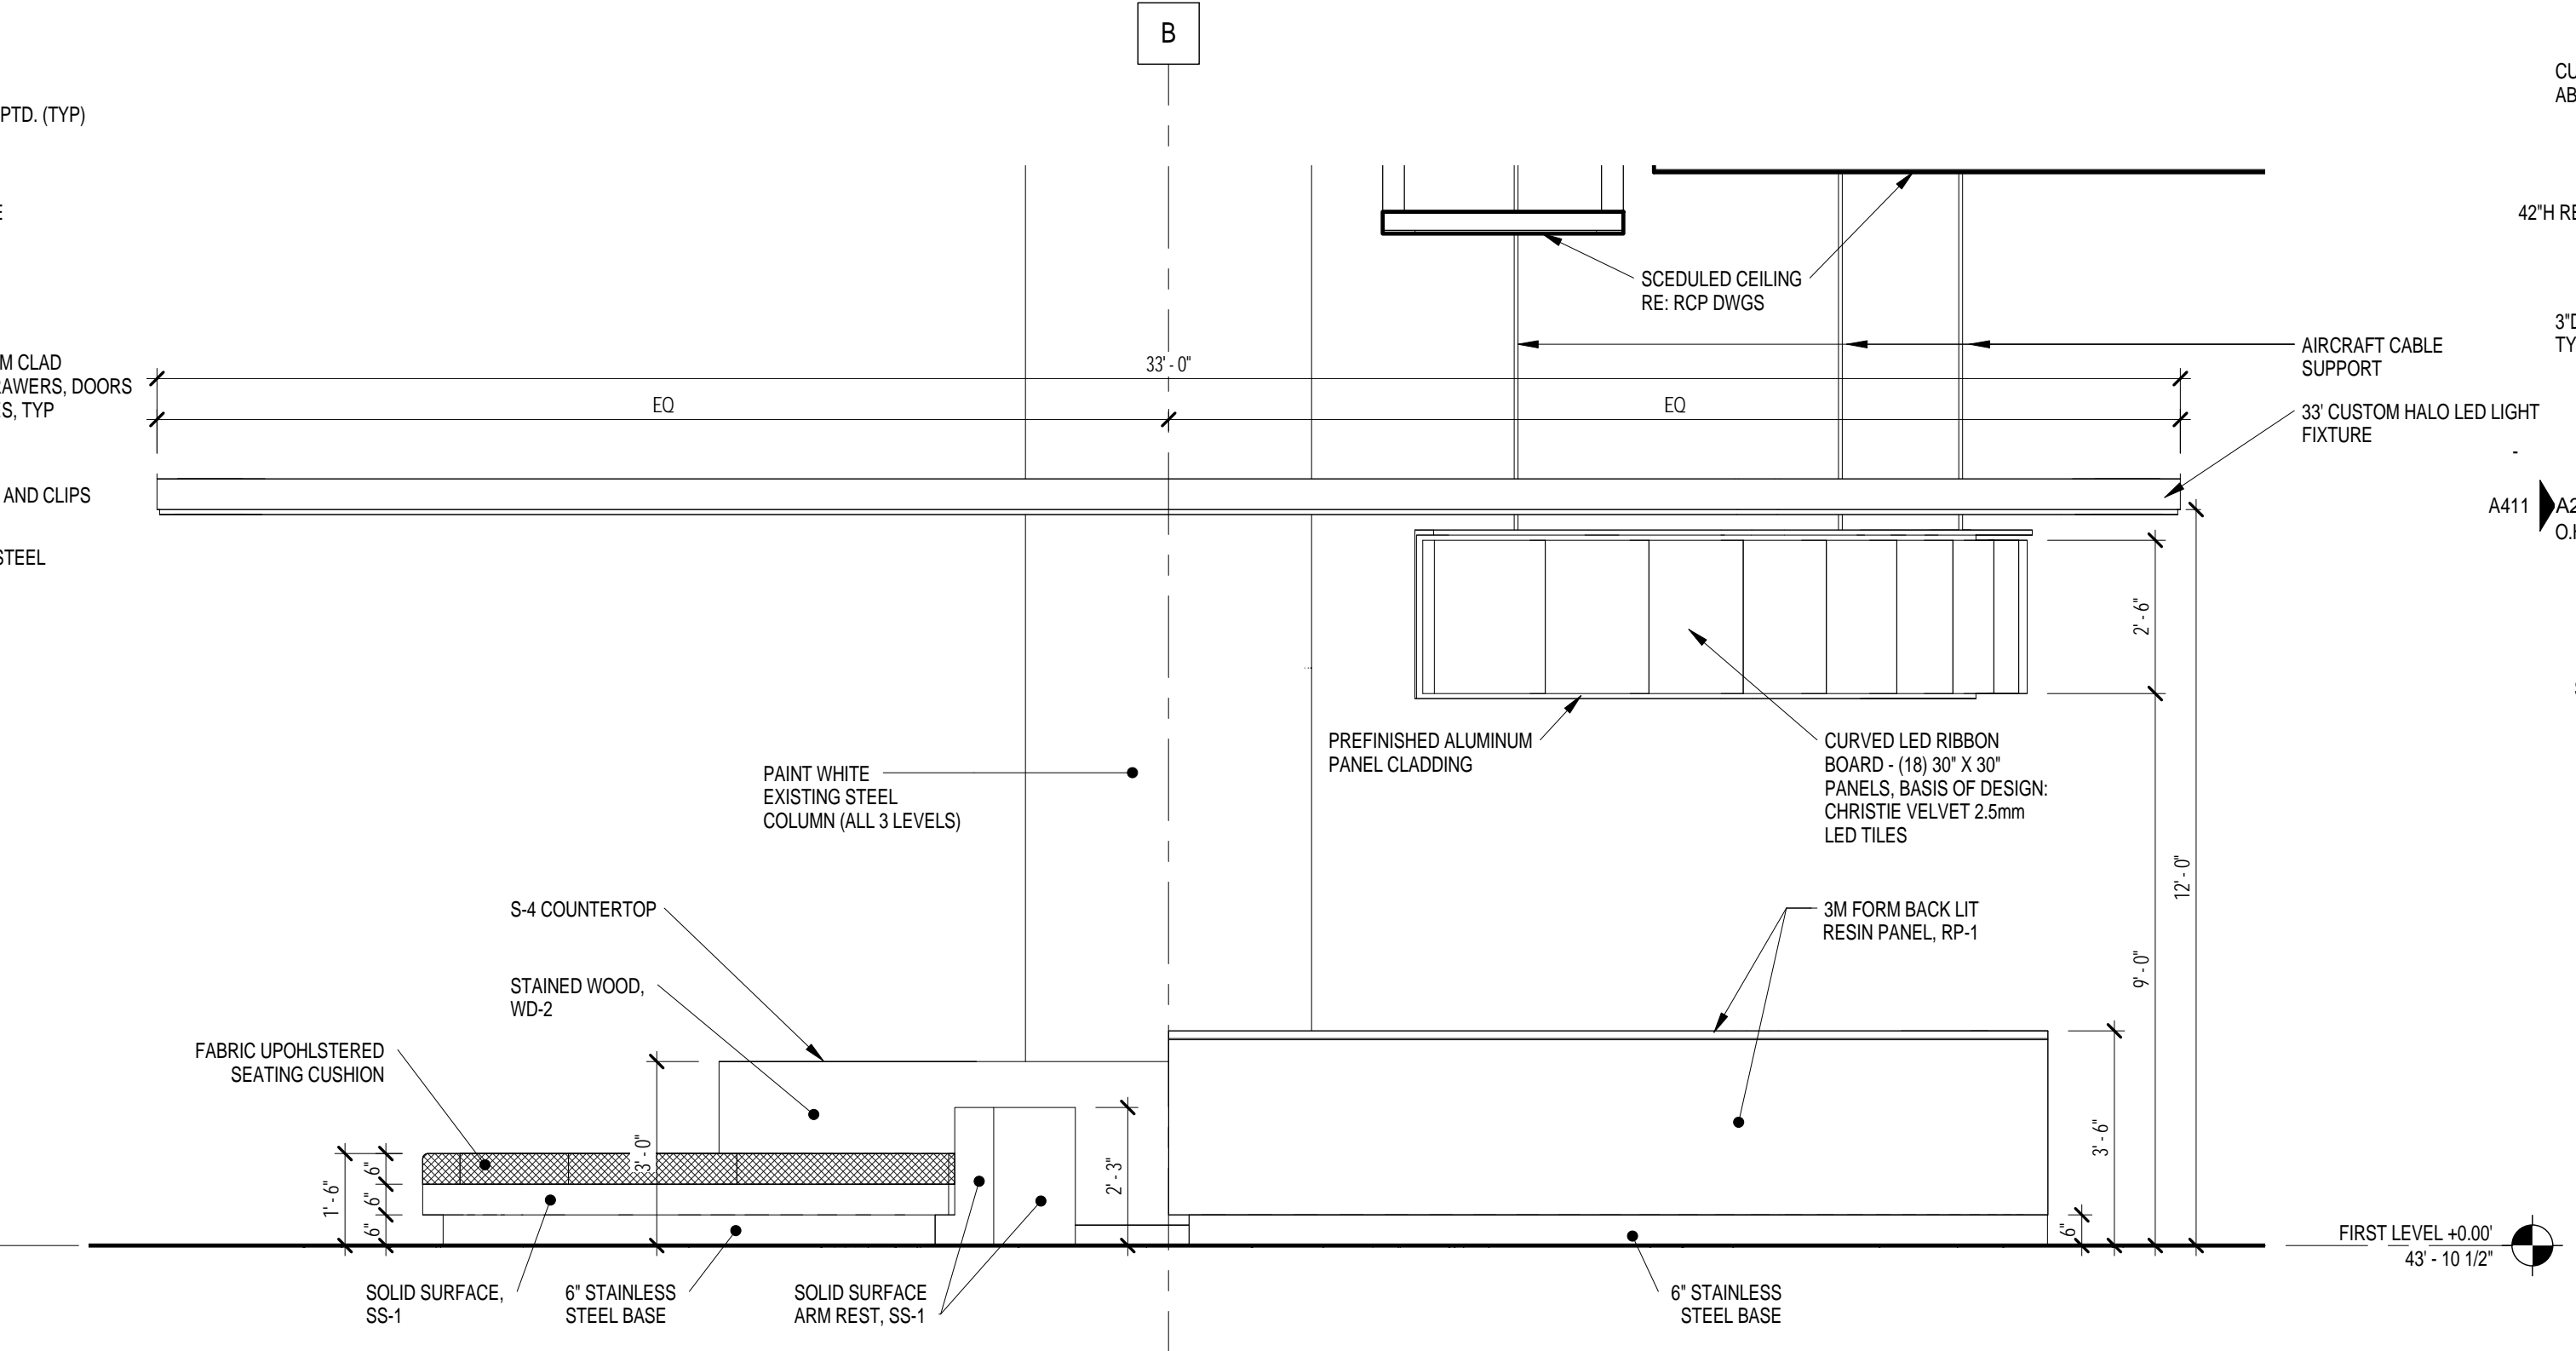 B
PTD. (TYP)
E
M CLAD
RAWERS, DOORS
ES, TYP
AND CLIPS
STEEL
33' - 0"
EQ
EQ
SCEDULED CEILING
RE: RCP DWGS
AIRCRAFT CABLE
SUPPORT
33' CUSTOM HALO LED LIGHT
FIXTURE
CU
AB
42"H RE
3"D
TY
-
A411
A2
O.H
2' - 6"
12' - 0"
9' - 0"
PREFINISHED ALUMINUM
PANEL CLADDING
CURVED LED RIBBON
BOARD - (18) 30" X 30"
PANELS, BASIS OF DESIGN:
CHRISTIE VELVET 2.5mm
LED TILES
PAINT WHITE
EXISTING STEEL
COLUMN (ALL 3 LEVELS)
S-4 COUNTERTOP
3M FORM BACK LIT
RESIN PANEL, RP-1
STAINED WOOD,
WD-2
FABRIC UPOHLSTERED
SEATING CUSHION
1' - 6"
6"
6"
6"
3' - 0"
2' - 3"
3' - 6"
6"
FIRST LEVEL +0.00'
43' - 10 1/2"
SOLID SURFACE,
SS-1
6" STAINLESS
STEEL BASE
SOLID SURFACE
ARM REST, SS-1
6" STAINLESS
STEEL BASE